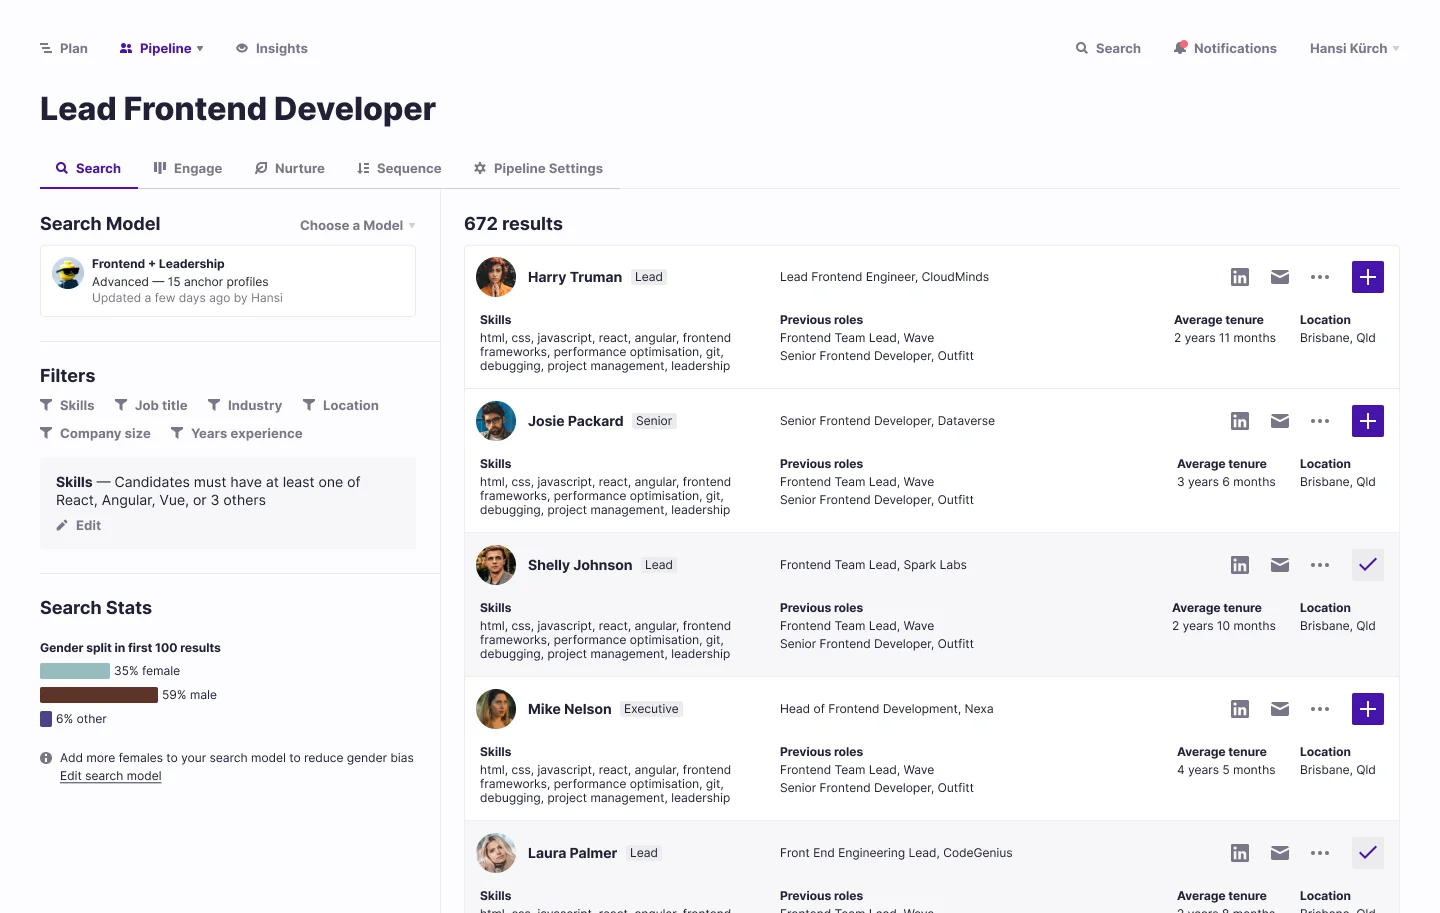 Plan
Pipeline
Insights
Search
Notifications
Hansi Kürch
Lead Frontend Developer
Search
Engage
Nurture
Sequence
Pipeline Settings
Search Model
Choose a Model
Frontend + Leadership
Advanced — 15 anchor profiles
Updated a few days ago by Hansi
Filters
Skills
Job title
Industry
Location
Company size
Years experience
Skills — Candidates must have at least one of
React, Angular, Vue, or 3 others
Edit
Search Stats
Gender split in first 100 results
35% female
59% male
6% other
Add more females to your search model to reduce gender bias
Edit search model
672 results
Harry Truman Lead
Lead Frontend Engineer, CloudMinds
Skills
html, css, javascript, react, angular, frontend
frameworks, performance optimisation, git,
debugging, project management, leadership
Previous roles
Frontend Team Lead, Wave
Senior Frontend Developer, Outfitt
Average tenure
2 years 11 months
Location
Brisbane, Qld
Josie Packard Senior
Senior Frontend Developer, Dataverse
Skills
html, css, javascript, react, angular, frontend
frameworks, performance optimisation, git,
debugging, project management, leadership
Previous roles
Frontend Team Lead, Wave
Senior Frontend Developer, Outfitt
Average tenure
3 years 6 months
Location
Brisbane, Qld
Shelly Johnson Lead
Frontend Team Lead, Spark Labs
Skills
html, css, javascript, react, angular, frontend
frameworks, performance optimisation, git,
debugging, project management, leadership
Previous roles
Frontend Team Lead, Wave
Senior Frontend Developer, Outfitt
Average tenure
2 years 10 months
Location
Brisbane, Qld
Mike Nelson Executive
Head of Frontend Development, Nexa
Skills
html, css, javascript, react, angular, frontend
frameworks, performance optimisation, git,
debugging, project management, leadership
Previous roles
Frontend Team Lead, Wave
Senior Frontend Developer, Outfitt
Average tenure
4 years 5 months
Location
Brisbane, Qld
Laura Palmer Lead
Front End Engineering Lead, CodeGenius
Skills
html, css, javascript, react, angular, frontend
Previous roles
Frontend Team Lead, Wave
Average tenure
Location
Brisbane, Qld